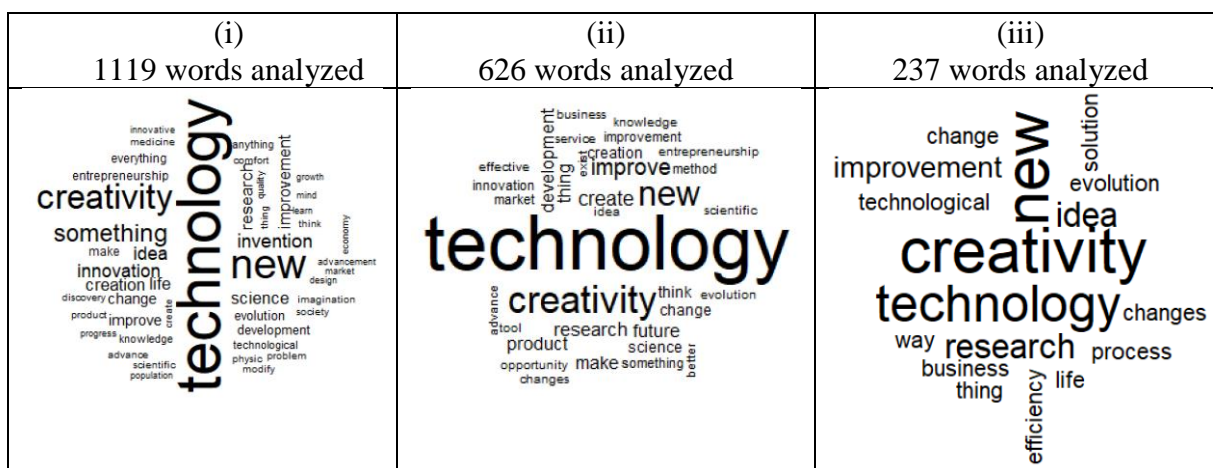 (i)
1119 words analyzed
(ii)
626 words analyzed
(iii)
237 words analyzed
innovative
medicine
everything
entrepreneurship
creativity
something
make
idea
innovation
creation
life
discovery
change
create
product
improve
progress
knowledge
advance
scientific
population
technology
anything
comfort
research
thing
quality
improvement
growth
mind
learn
think
invention
new
economy
advancement
market
design
science
imagination
society
evolution
development
technological
physic
problem
modify
business
knowledge
development
service
improvement
thing
exist
creation
entrepreneurship
effective
improve
method
innovation
market
create
new
idea
scientific
technology
creativity
think
evolution
change
advance
tool
research
future
product
science
opportunity
make
something
better
changes
change
new
solution
improvement
evolution
technological
idea
creativity
technology
changes
way
research
process
business
thing
life
efficiency